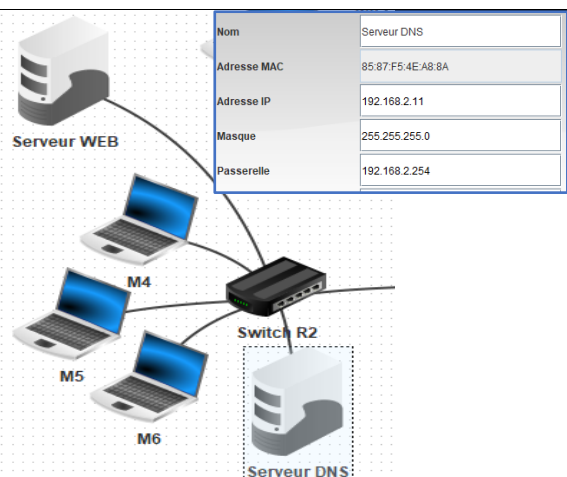 Nom Serveur DNS
Adresse MAC 85:87:F5:4E:A8:8A
Adresse IP 192.168.2.11
Masque 255.255.255.0
Passerelle 192.168.2.254
Serveur WEB
M4
Switch R2
M5
M6
Serveur DNS